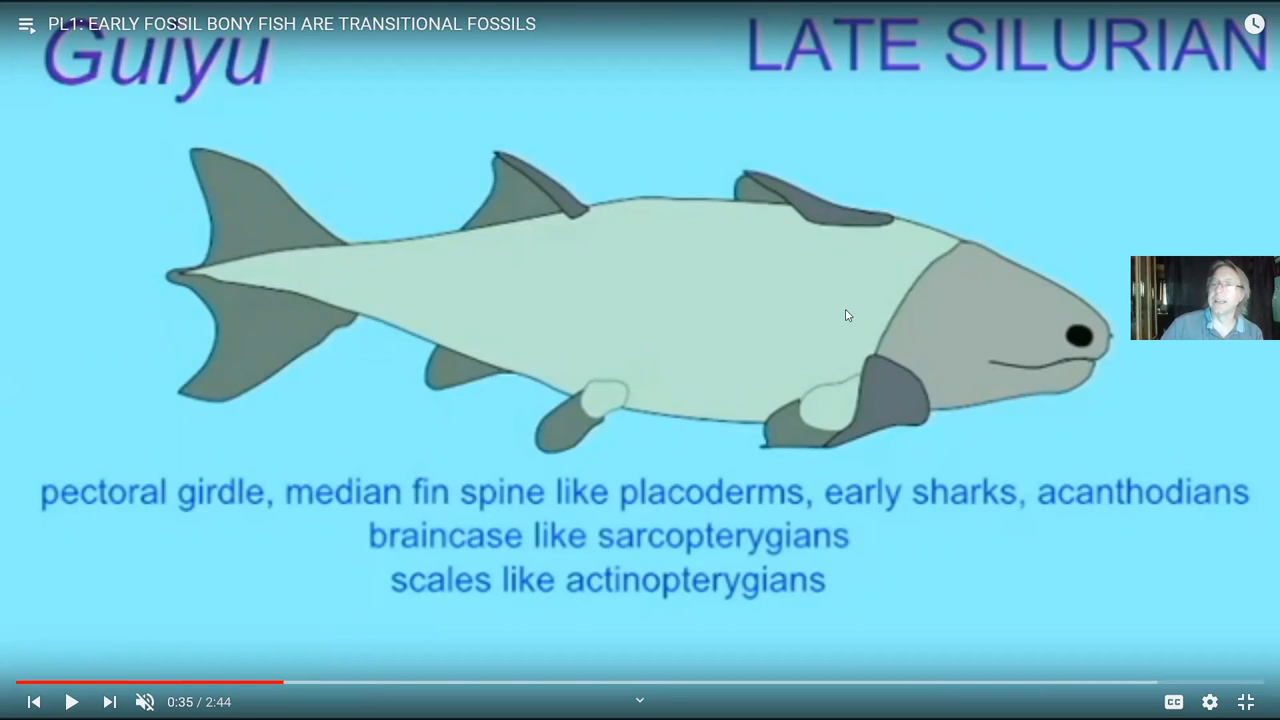 PL1: EARLY FOSSIL BONY FISH ARE TRANSITIONAL FOSSILS
Guiyu
LATE SILURIAN
pectoral girdle, median fin spine like placoderms, early sharks, acanthodians
braincase like sarcopterygians
scales like actinopterygians
0:35 / 2:44
CC